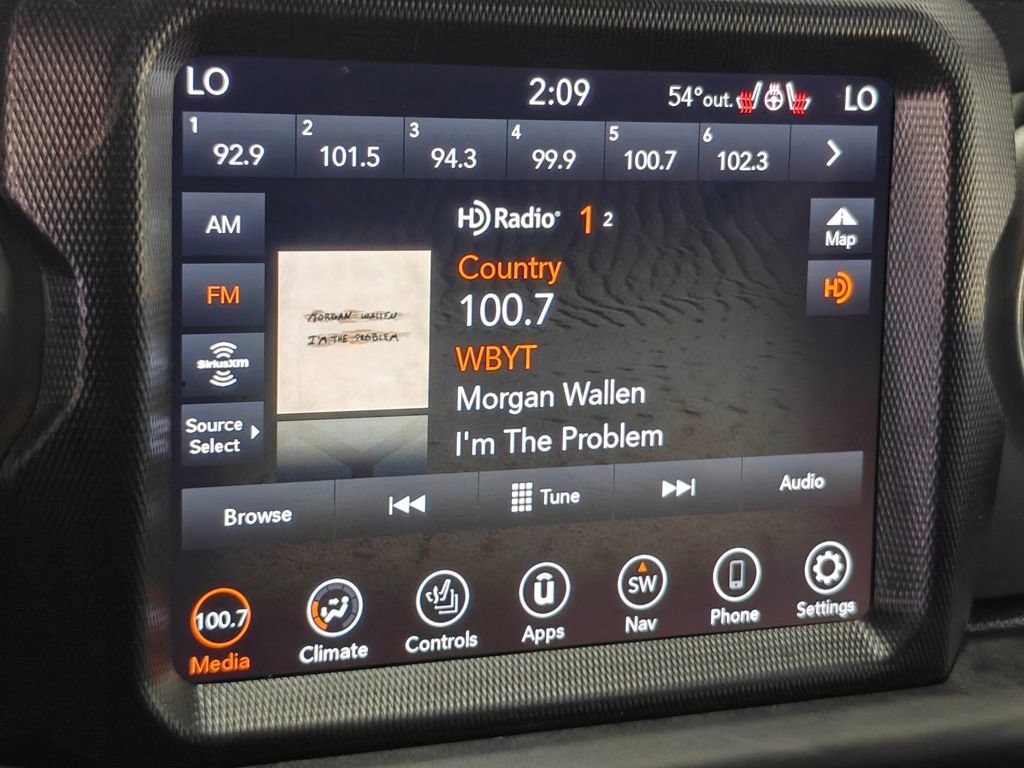 LO 2:09 54°out. LO
1 2 3 4 5 6
92.9 101.5 94.3 99.9 100.7 102.3
AM
FM
SiriusXM
Source
Select
HD Radio® 1 2
Country
100.7
WBYT
Morgan Wallen
I'm The Problem
MORGAN WALLEN
I'M THE PROBLEM
Map
HD
Browse Tune Audio
100.7 SW
Media Climate Controls Apps Nav Phone Settings